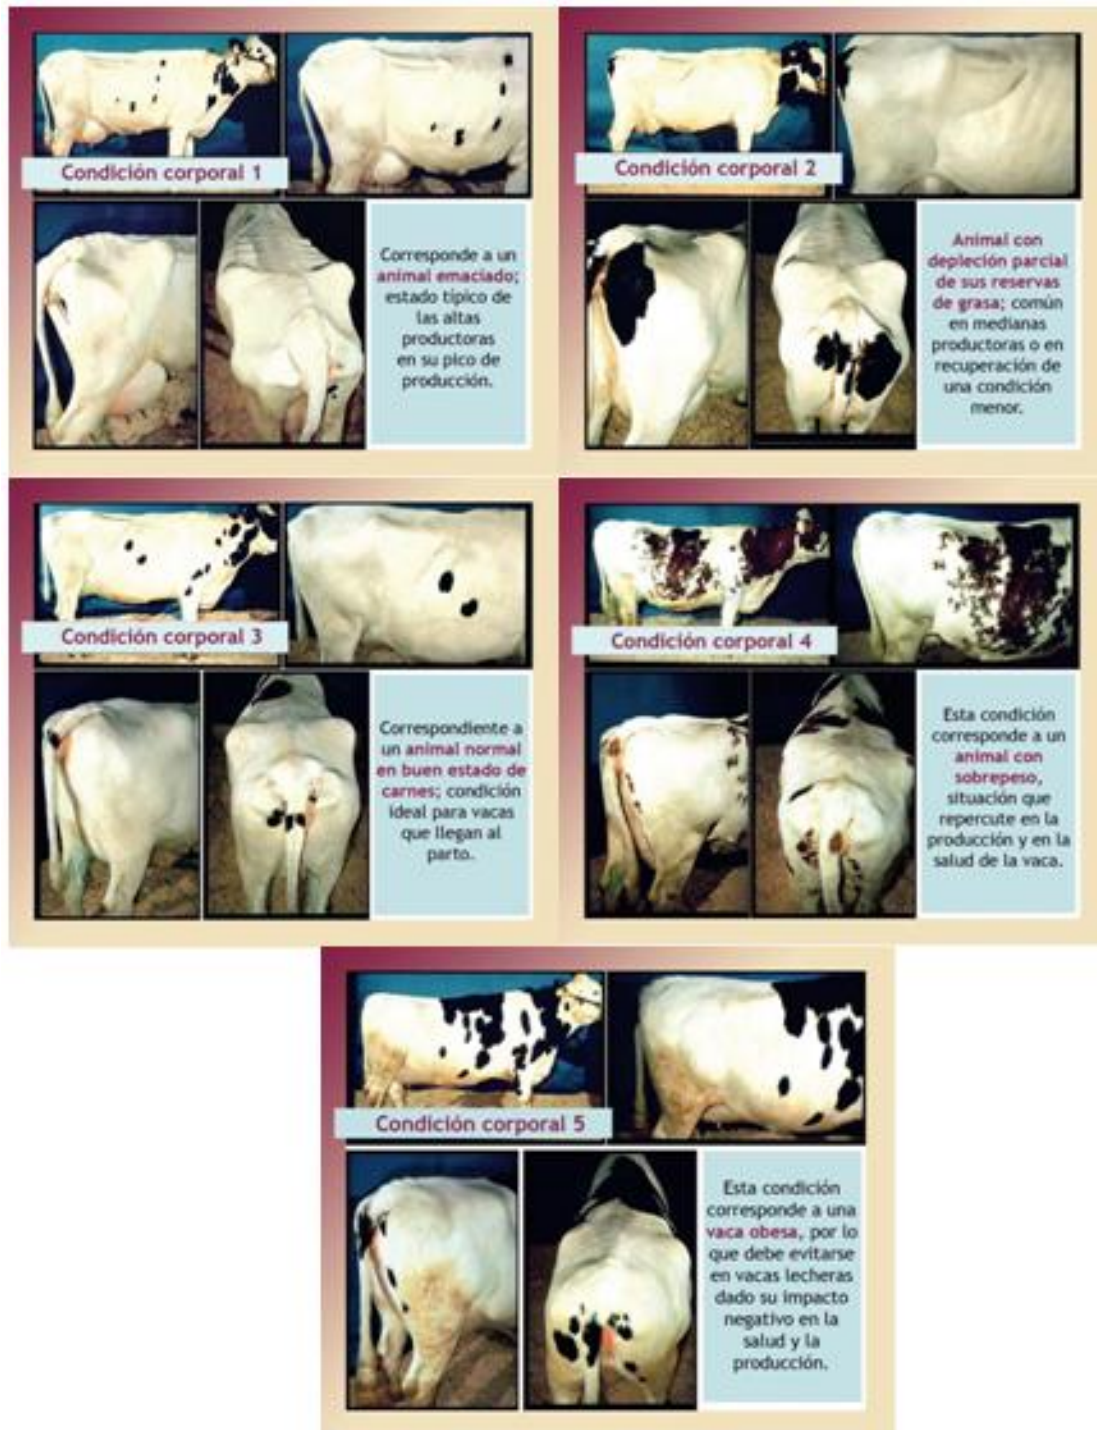 Condición corporal 1
Corresponde a un
animal emaciado;
estado típico de
las altas
productoras
en su pico de
producción.
Condición corporal 2
Animal con
depleción parcial
de sus reservas
de grasa; común
en medianas
productoras o en
recuperación de
una condición
menor.
Condición corporal 3
Correspondiente a
un animal normal
en buen estado de
carnes; condición
ideal para vacas
que llegan al
parto.
Condición corporal 4
Esta condición
corresponde a un
animal con
sobrepeso,
situación que
repercute en la
producción y en la
salud de la vaca.
Condición corporal 5
Esta condición
corresponde a una
vaca obesa, por lo
que debe evitarse
en vacas lecheras
dado su impacto
negativo en la
salud y la
producción.